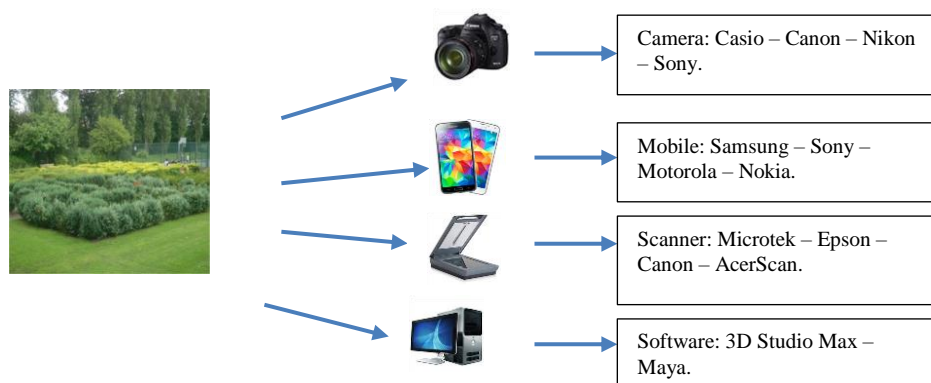 Camera: Casio – Canon – Nikon
– Sony.
Mobile: Samsung – Sony –
Motorola – Nokia.
Scanner: Microtek – Epson –
Canon – AcerScan.
Software: 3D Studio Max –
Maya.